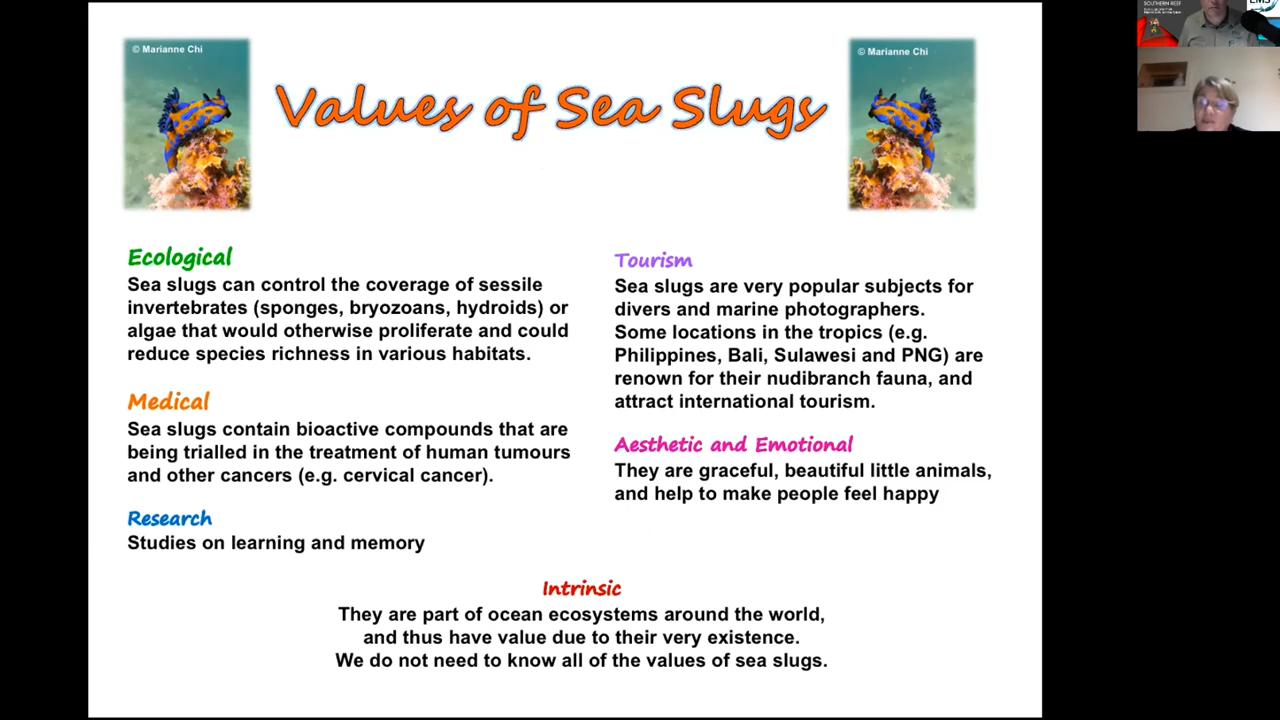 © Marianne Chi
© Marianne Chi
Values of Sea Slugs
Ecological
Sea slugs can control the coverage of sessile
invertebrates (sponges, bryozoans, hydroids) or
algae that would otherwise proliferate and could
reduce species richness in various habitats.
Medical
Sea slugs contain bioactive compounds that are
being trialled in the treatment of human tumours
and other cancers (e.g. cervical cancer).
Research
Studies on learning and memory
Tourism
Sea slugs are very popular subjects for
divers and marine photographers.
Some locations in the tropics (e.g.
Philippines, Bali, Sulawesi and PNG) are
renown for their nudibranch fauna, and
attract international tourism.
Aesthetic and Emotional
They are graceful, beautiful little animals,
and help to make people feel happy
Intrinsic
They are part of ocean ecosystems around the world,
and thus have value due to their very existence.
We do not need to know all of the values of sea slugs.
SOUTHERN REEF
EMS